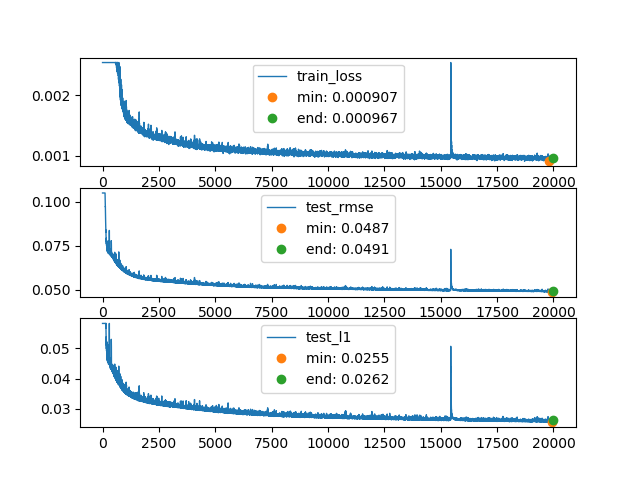 train_loss
min: 0.000907
end: 0.000967
0.002
0.001
0 2500 5000 7500 10000 12500 15000 17500 20000
test_rmse
min: 0.0487
end: 0.0491
0.100
0.075
0.050
0 2500 5000 7500 10000 12500 15000 17500 20000
test_l1
min: 0.0255
end: 0.0262
0.05
0.04
0.03
0 2500 5000 7500 10000 12500 15000 17500 20000